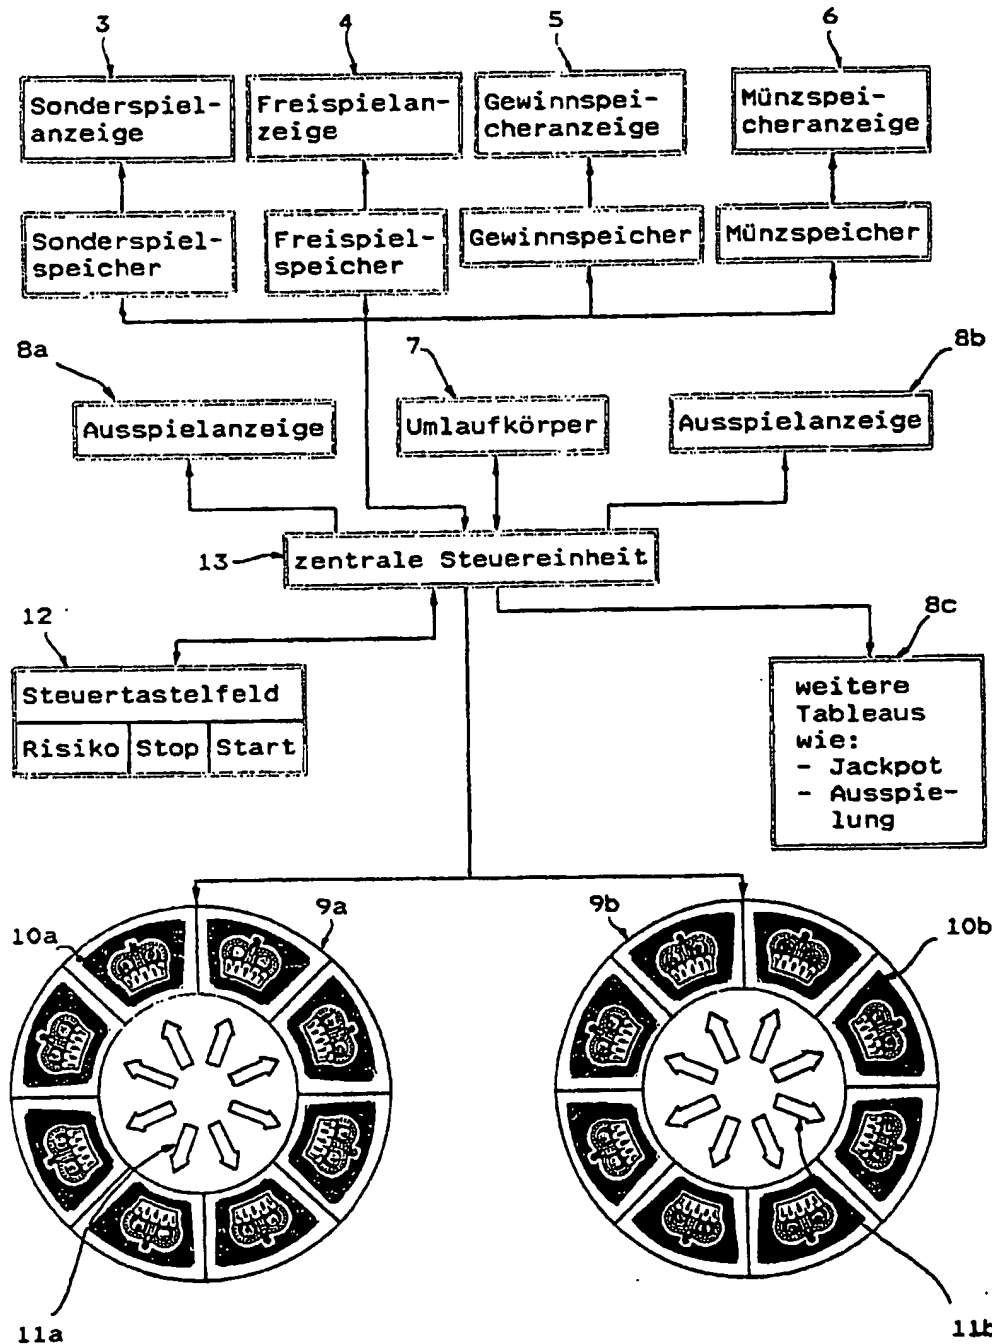 3
4
5
6
Sonderspiel-
anzeige
Freispielan-
zeige
Gewinnspei-
cheranzeige
Münzspei-
cheranzeige
Sonderspiel-
speicher
Freispiel-
speicher
Gewinnspeicher
Münzspeicher
8a
7
8b
Ausspielanzeige
Umlaufkörper
Ausspielanzeige
13
zentrale Steuereinheit
12
8c
Steuertastelfeld
Risiko
Stop
Start
weitere
Tableaus
wie:
- Jackpot
- Ausspie-
lung
10a
9a
9b
10b
11a
11b